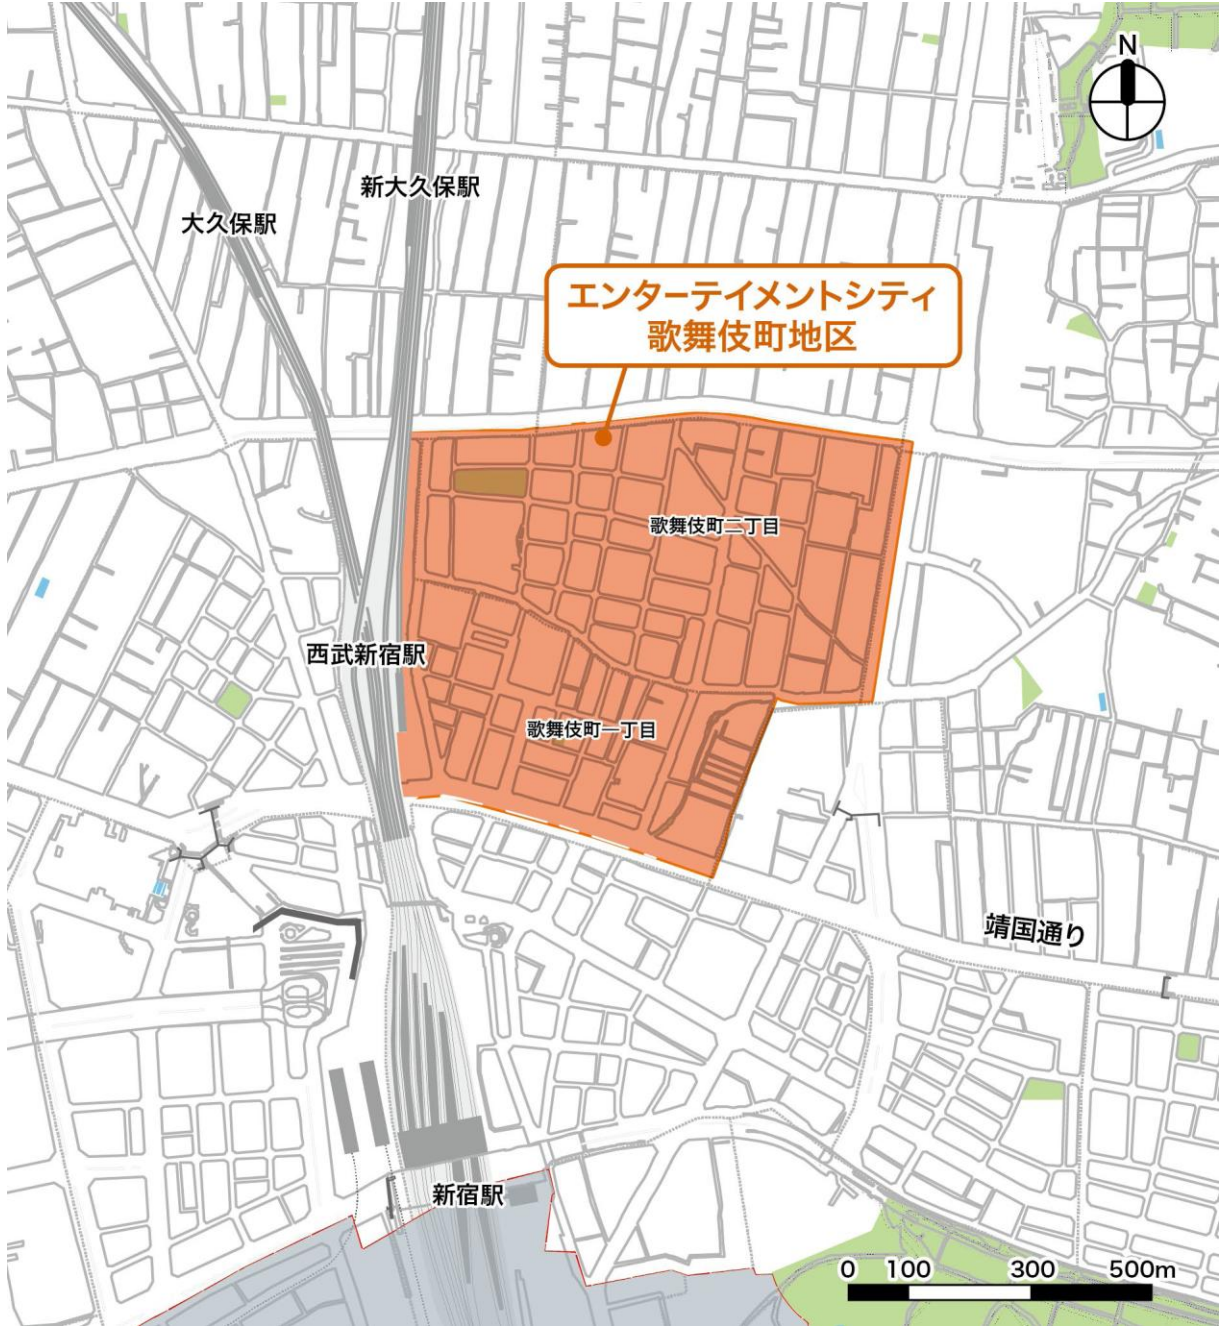 N
新大久保駅
大久保駅
エンターテイメントシティ
歌舞伎町地区
歌舞伎町二丁目
西武新宿駅
歌舞伎町一丁目
靖国通り
新宿駅
0 100 300 500m